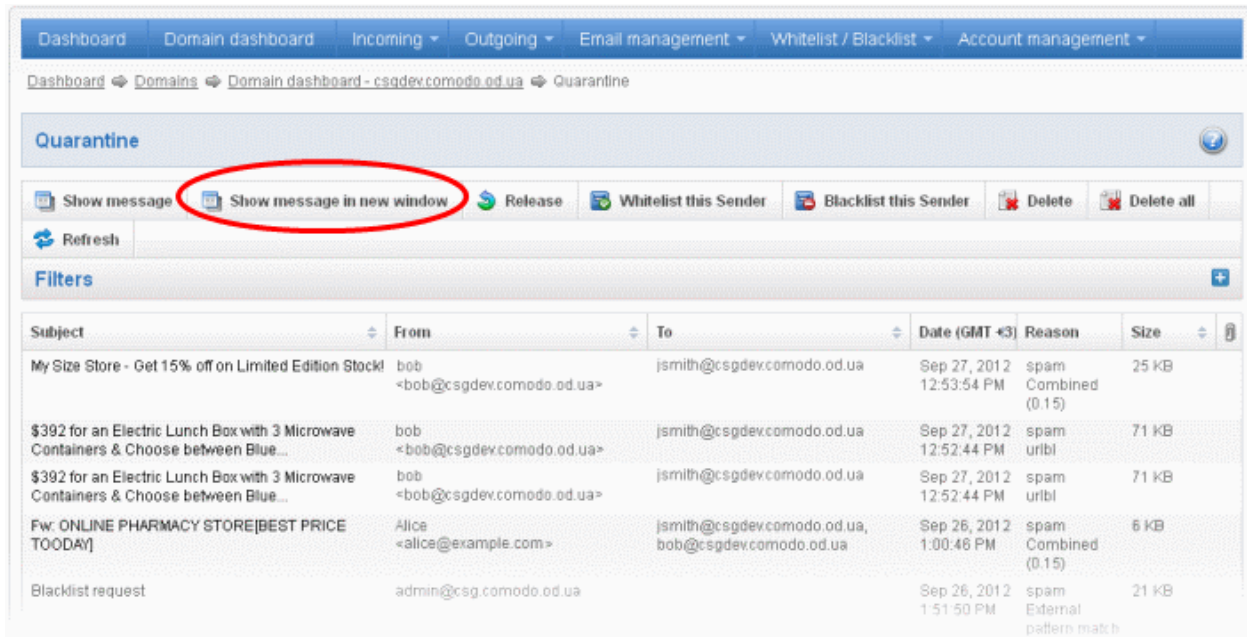 Dashboard Domain dashboard Incoming Outgoing Email management Whitelist / Blacklist Account management
Dashboard Domains Domain dashboard - csgdev.comodo.od.ua Quarantine
Quarantine
Show message Show message in new window Release Whitelist this Sender Blacklist this Sender Delete Delete all
Refresh
Filters
Subject From To Date (GMT +3) Reason Size
My Size Store - Get 15% off on Limited Edition Stock! bob jsmith@csgdev.comodo.od.ua Sep 27, 2012 spam 25 KB
<bob@csgdev.comodo.od.ua> 12:53:54 PM Combined
(0.15)
$392 for an Electric Lunch Box with 3 Microwave bob jsmith@csgdev.comodo.od.ua Sep 27, 2012 spam 71 KB
Containers & Choose between Blue... <bob@csgdev.comodo.od.ua> 12:52:44 PM urlbl
$392 for an Electric Lunch Box with 3 Microwave bob jsmith@csgdev.comodo.od.ua Sep 27, 2012 spam 71 KB
Containers & Choose between Blue... <bob@csgdev.comodo.od.ua> 12:52:44 PM urlbl
Fw: ONLINE PHARMACY STORE[BEST PRICE Alice jsmith@csgdev.comodo.od.ua, Sep 26, 2012 spam 6 KB
TOODAY] <alice@example.com> bob@csgdev.comodo.od.ua 1:00:46 PM Combined
(0.15)
Blacklist request admin@csg.comodo.od.ua Sep 26, 2012 spam 21 KB
1:51:50 PM External
pattern match